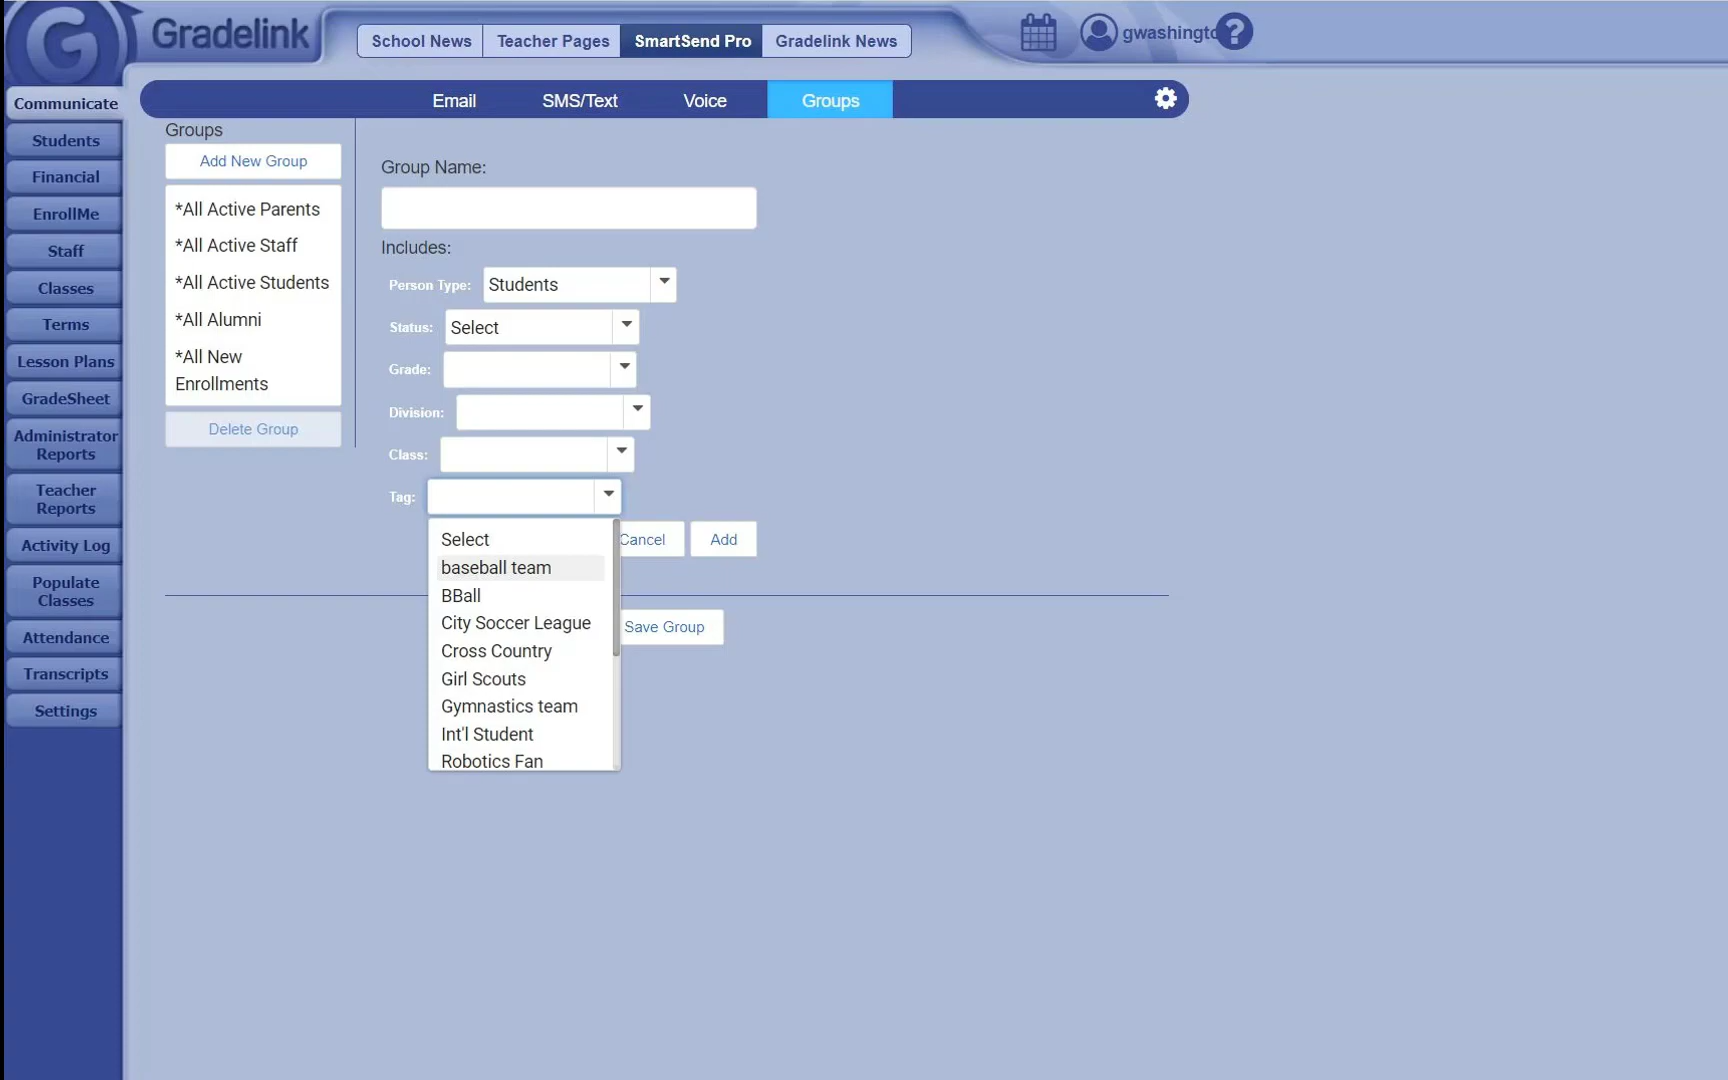 G Gradelink
School News Teacher Pages SmartSend Pro Gradelink News
gwashingto ?
Communicate
Students
Financial
EnrollMe
Staff
Classes
Terms
Lesson Plans
GradeSheet
Administrator
Reports
Teacher
Reports
Activity Log
Populate
Classes
Attendance
Transcripts
Settings
Email SMS/Text Voice Groups
Groups
Add New Group
*All Active Parents
*All Active Staff
*All Active Students
*All Alumni
*All New
Enrollments
Delete Group
Group Name:
Includes:
Person Type: Students
Status: Select
Grade:
Division:
Class:
Tag:
Select
baseball team
BBall
City Soccer League
Cross Country
Girl Scouts
Gymnastics team
Int'l Student
Robotics Fan
Cancel Add
Save Group